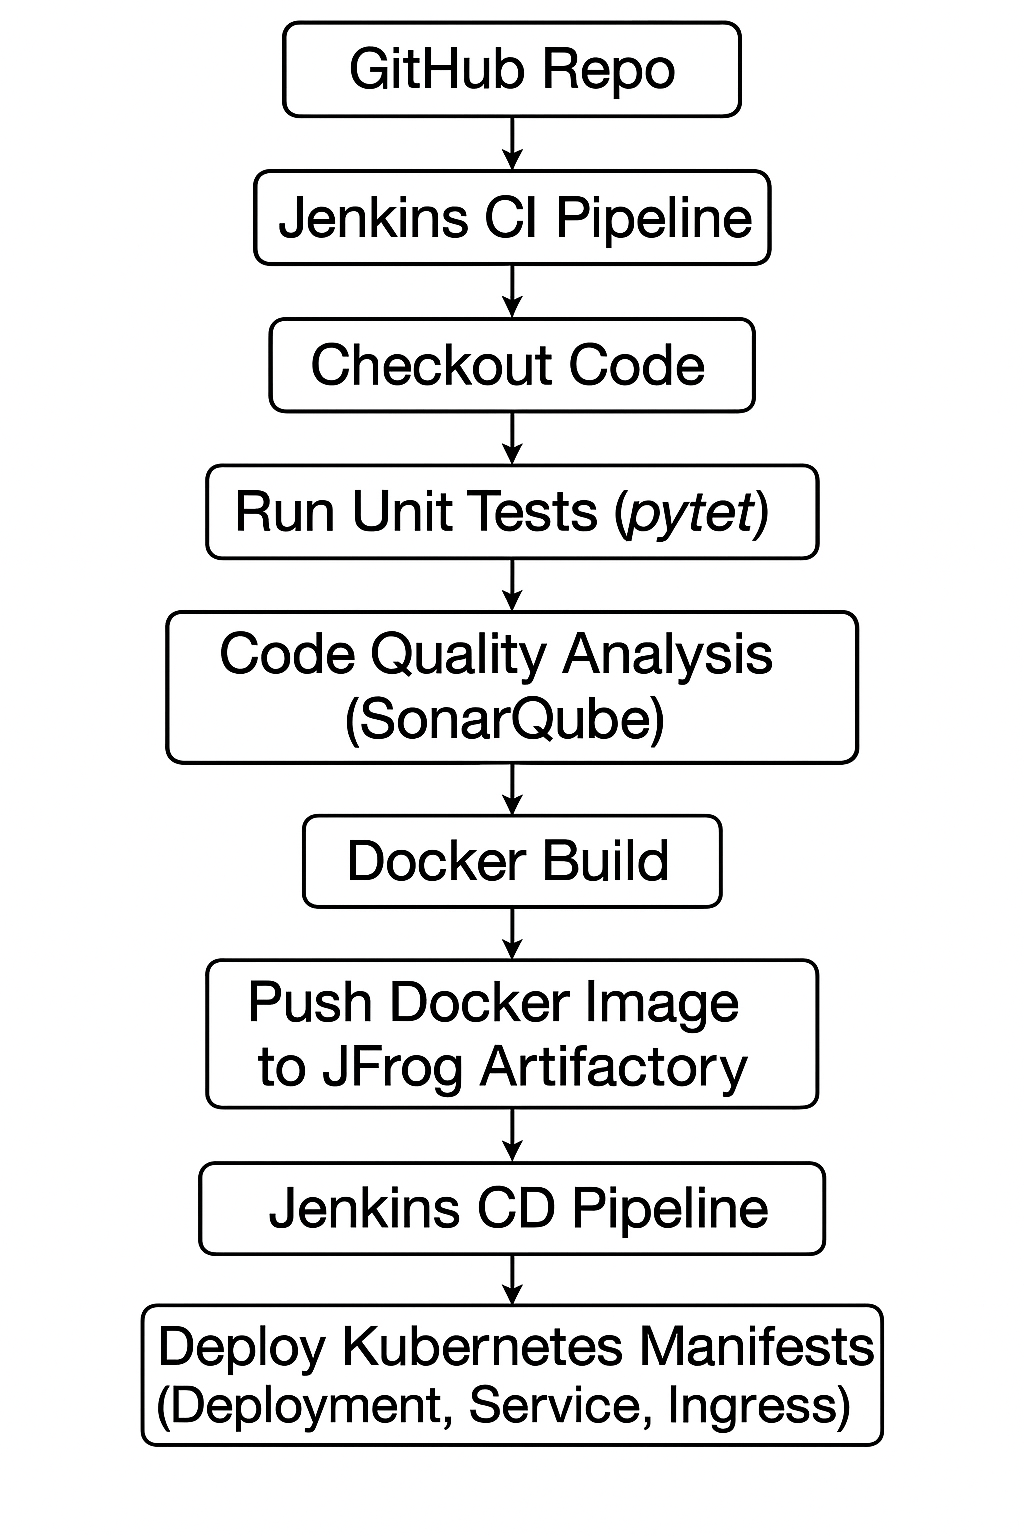 GitHub Repo
Jenkins CI Pipeline
Checkout Code
Run Unit Tests (pytet)
Code Quality Analysis
(SonarQube)
Docker Build
Push Docker Image
to JFrog Artifactory
Jenkins CD Pipeline
Deploy Kubernetes Manifests
(Deployment, Service, Ingress)